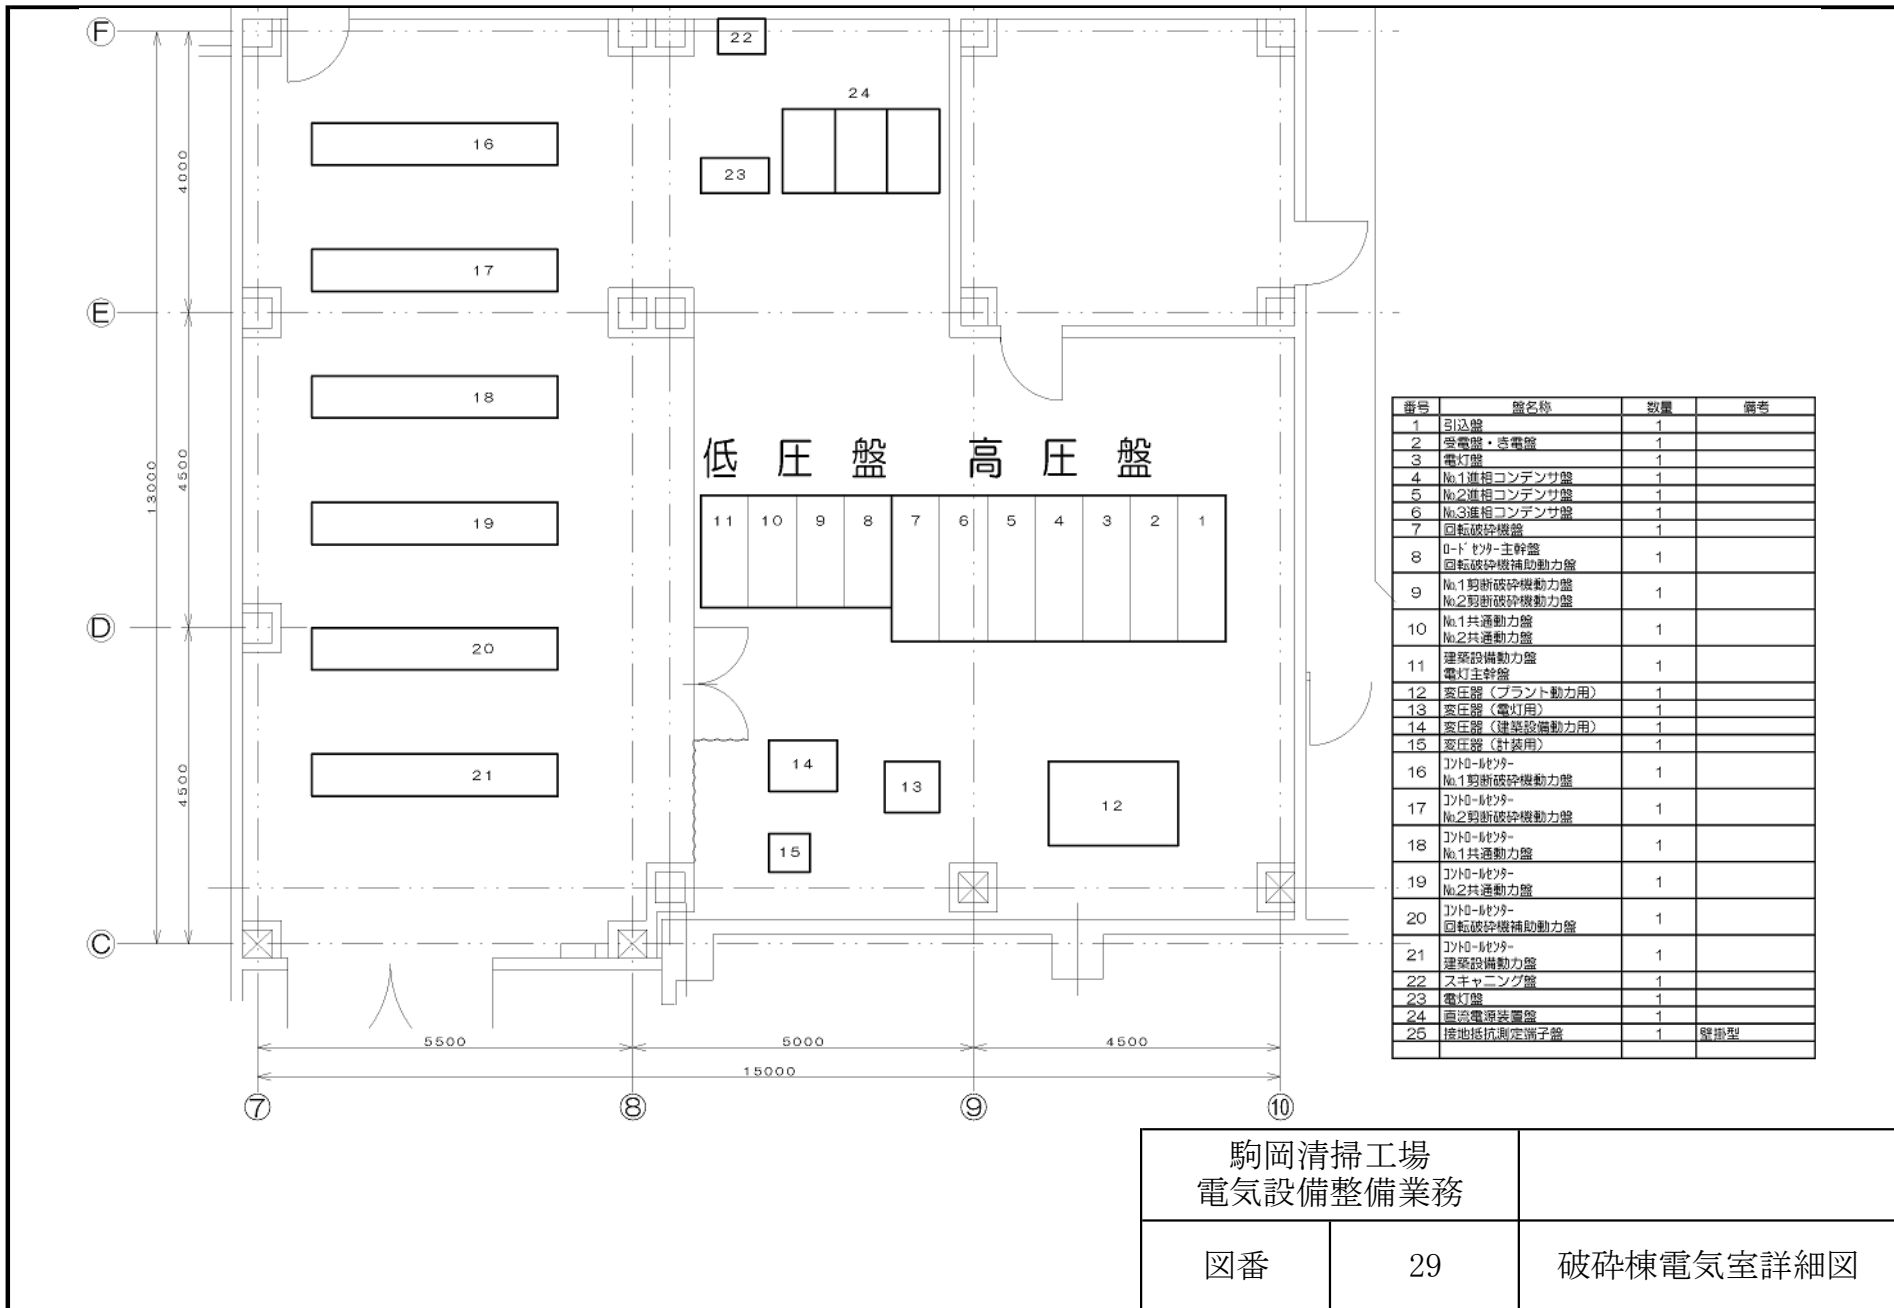 F
22
24
16
23
4000
17
E
18
低圧盤 高圧盤
13000
4500
19
11 10 9 8 7 6 5 4 3 2 1
D
20
14
13
12
21
4500
15
C
5500 5000 4500
15000
7 8 9 10
番号 盤名称 数量 備考
1 引込盤 1
2 受電盤・き電盤 1
3 電灯盤 1
4 No.1進相コンデンサ盤 1
5 No.2進相コンデンサ盤 1
6 No.3進相コンデンサ盤 1
7 回転破砕機盤 1
8 ロードセンター主幹盤
回転破砕機補助動力盤 1
9 No.1剪断破砕機動力盤
No.2剪断破砕機動力盤 1
10 No.1共通動力盤
No.2共通動力盤 1
11 建築設備動力盤
電灯主幹盤 1
12 変圧器（プラント動力用） 1
13 変圧器（電灯用） 1
14 変圧器（建築設備動力用） 1
15 変圧器（計装用） 1
16 コントロールセンター
No.1剪断破砕機動力盤 1
17 コントロールセンター
No.2剪断破砕機動力盤 1
18 コントロールセンター
No.1共通動力盤 1
19 コントロールセンター
No.2共通動力盤 1
20 コントロールセンター
回転破砕機補助動力盤 1
21 コントロールセンター
建築設備動力盤 1
22 スキャニング盤 1
23 電灯盤 1
24 直流電源装置盤 1
25 接地抵抗測定端子盤 1 壁掛型
駒岡清掃工場
電気設備整備業務
図番 29 破砕棟電気室詳細図